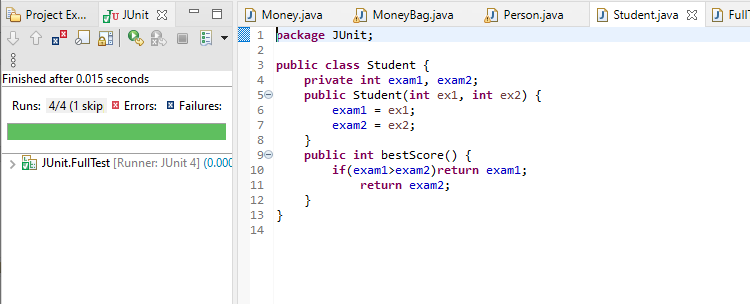 Project Ex...
JUnit
Finished after 0.015 seconds
Runs: 4/4 (1 skip Errors: Failures:
JUnit.FullTest [Runner: JUnit 4] (0.000
Money.java
MoneyBag.java
Person.java
Student.java
Full
1 package JUnit;
2
3 public class Student {
4 private int exam1, exam2;
5 public Student(int ex1, int ex2) {
6 exam1 = ex1;
7 exam2 = ex2;
8 }
9 public int bestScore() {
10 if(exam1>exam2)return exam1;
11 return exam2;
12 }
13 }
14